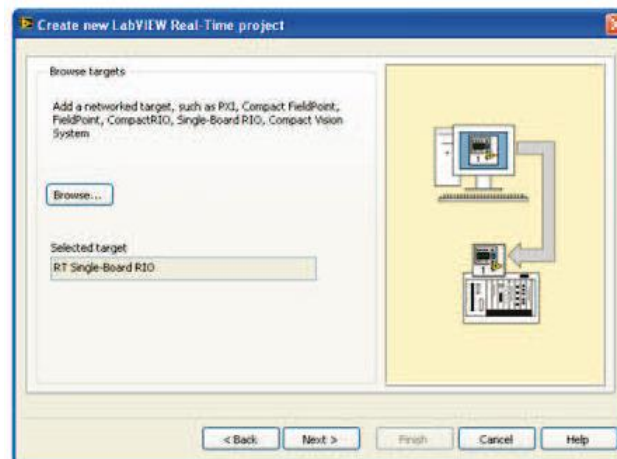 Create new LabVIEW Real-Time project
Browse targets
Add a networked target, such as PXI, Compact FieldPoint,
FieldPoint, CompactRIO, Single-Board RIO, Compact Vision
System
Browse...
Selected target
RT Single-Board RIO
< Back
Next >
Finish
Cancel
Help